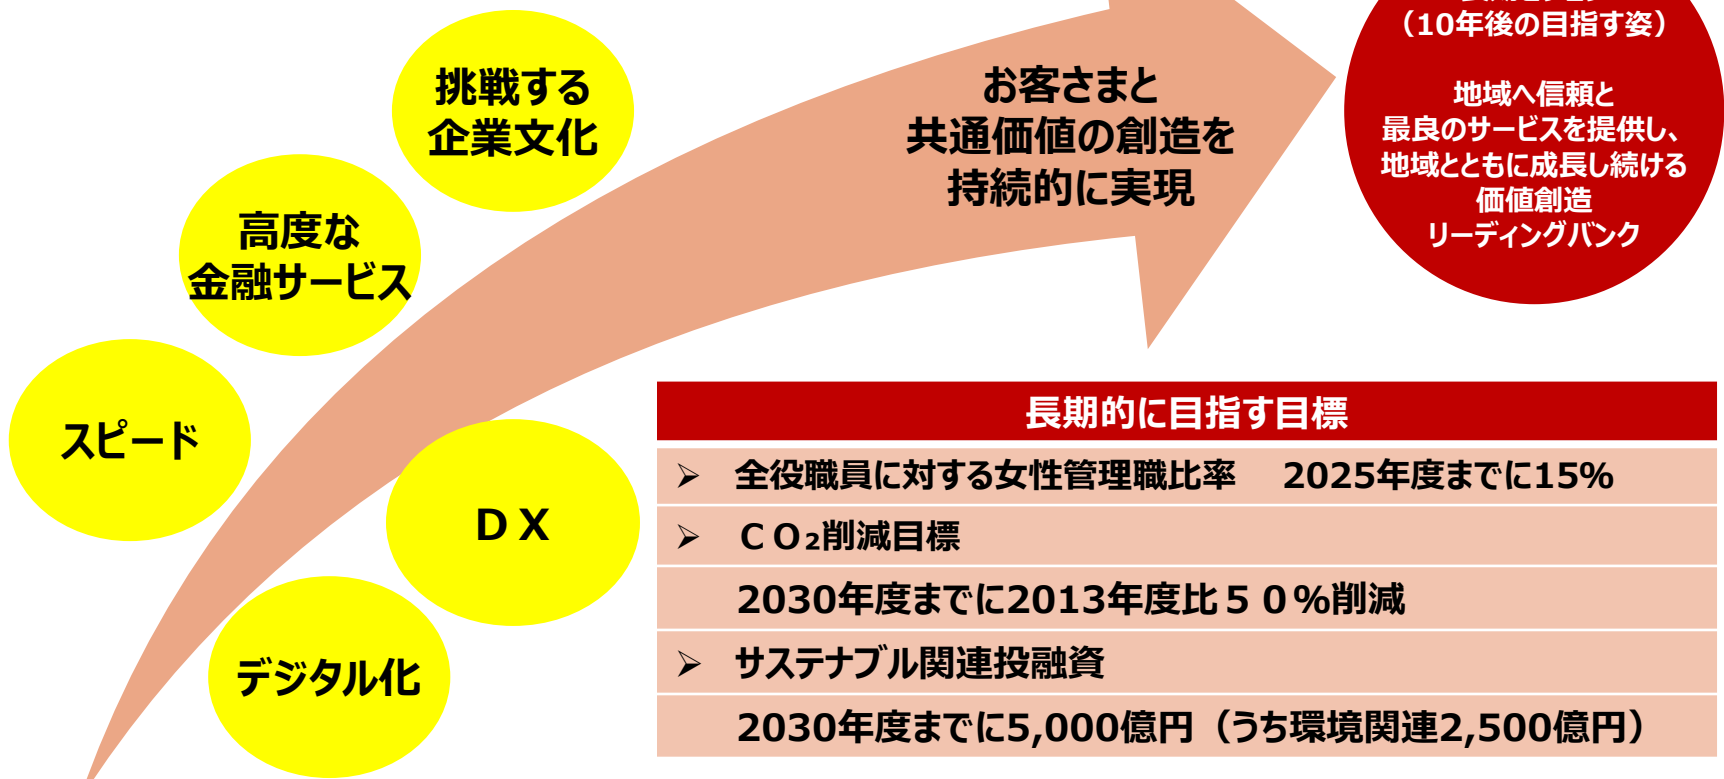 （10年後の目指す姿）
地域へ信頼と
最良のサービスを提供し、
地域とともに成長し続ける
価値創造
リーディングバンク
お客さまと
共通価値の創造を
持続的に実現
挑戦する
企業文化
高度な
金融サービス
スピード
ＤＸ
デジタル化
長期的に目指す目標
➢ 全役職員に対する女性管理職比率　2025年度までに15%
➢ ＣＯ₂削減目標
2030年度までに2013年度比５０％削減
➢ サステナブル関連投融資
2030年度までに5,000億円（うち環境関連2,500億円）